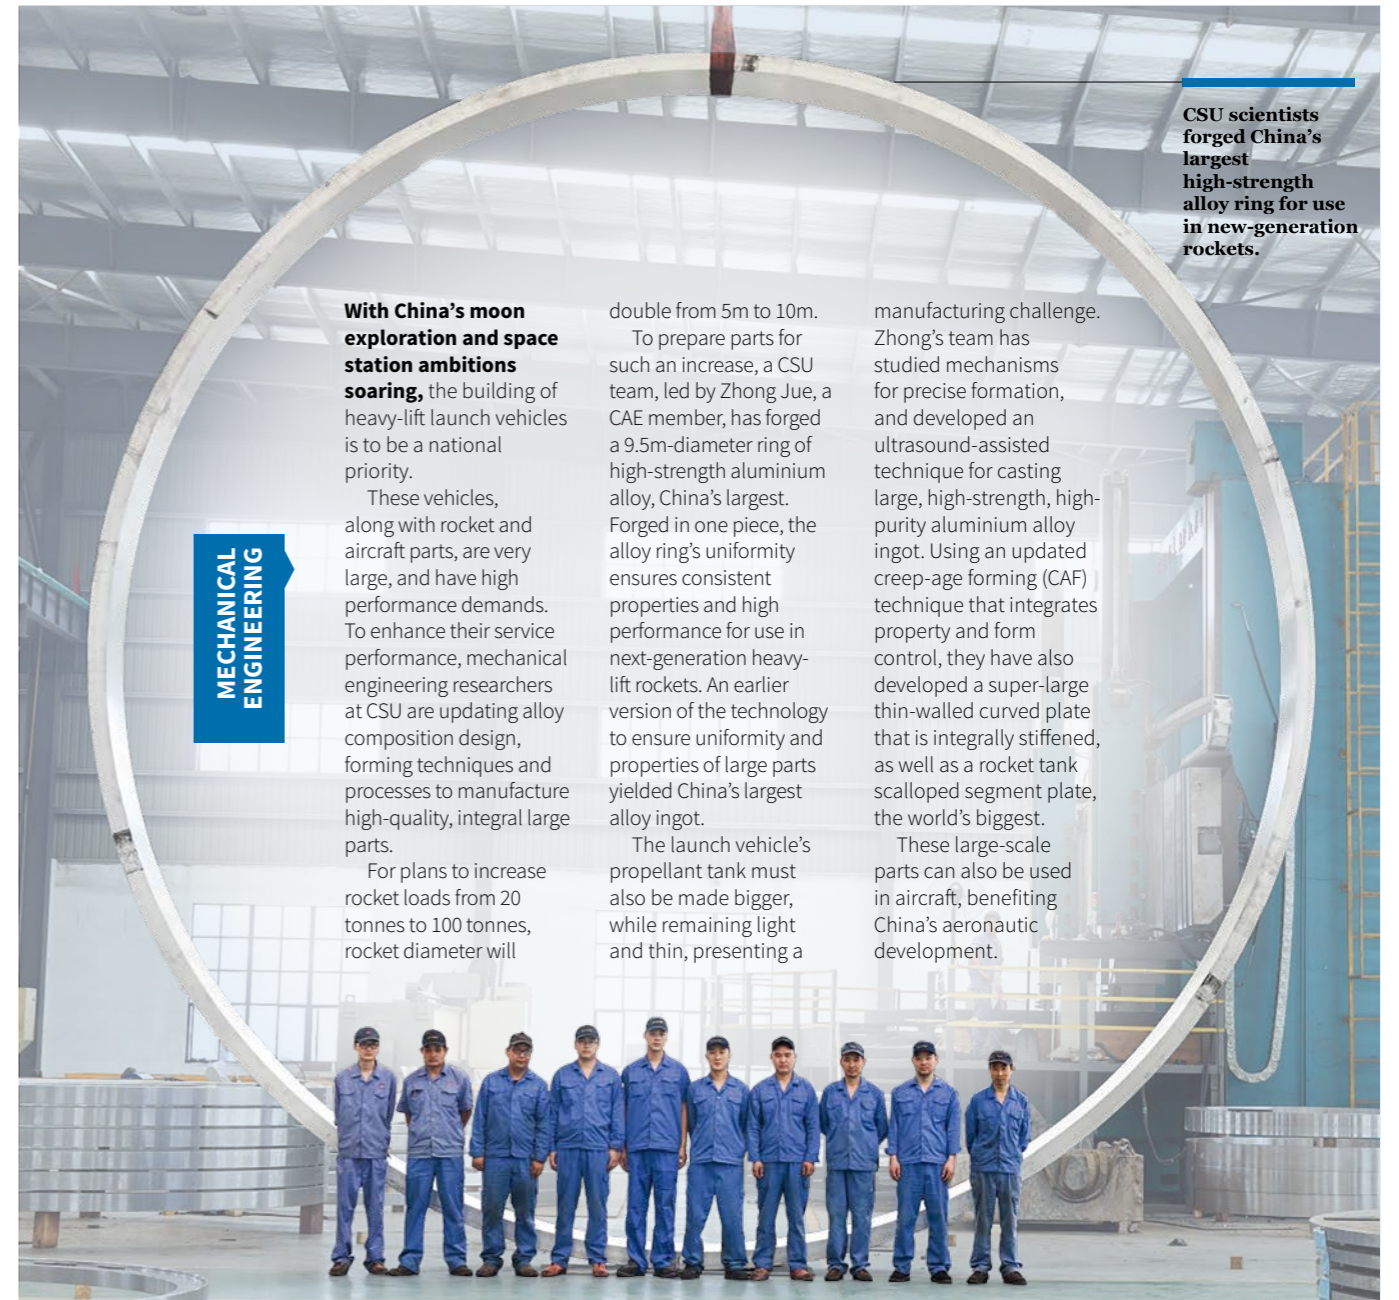 CSU scientists
forged China’s
largest
high-strength
alloy ring for use
in new-generation
rockets.
MECHANICAL
ENGINEERING
With China’s moon
exploration and space
station ambitions
soaring, the building of
heavy-lift launch vehicles
is to be a national
priority.
These vehicles,
along with rocket and
aircraft parts, are very
large, and have high
performance demands.
To enhance their service
performance, mechanical
engineering researchers
at CSU are updating alloy
composition design,
forming techniques and
processes to manufacture
high-quality, integral large
parts.
For plans to increase
rocket loads from 20
tonnes to 100 tonnes,
rocket diameter will
double from 5m to 10m.
To prepare parts for
such an increase, a CSU
team, led by Zhong Jue, a
CAE member, has forged
a 9.5m-diameter ring of
high-strength aluminium
alloy, China’s largest.
Forged in one piece, the
alloy ring’s uniformity
ensures consistent
properties and high
performance for use in
next-generation heavy-
lift rockets. An earlier
version of the technology
to ensure uniformity and
properties of large parts
yielded China’s largest
alloy ingot.
The launch vehicle’s
propellant tank must
also be made bigger,
while remaining light
and thin, presenting a
manufacturing challenge.
Zhong’s team has
studied mechanisms
for precise formation,
and developed an
ultrasound-assisted
technique for casting
large, high-strength, high-
purity aluminium alloy
ingot. Using an updated
creep-age forming (CAF)
technique that integrates
property and form
control, they have also
developed a super-large
thin-walled curved plate
that is integrally stiffened,
as well as a rocket tank
scalloped segment plate,
the world’s biggest.
These large-scale
parts can also be used
in aircraft, benefiting
China’s aeronautic
development.